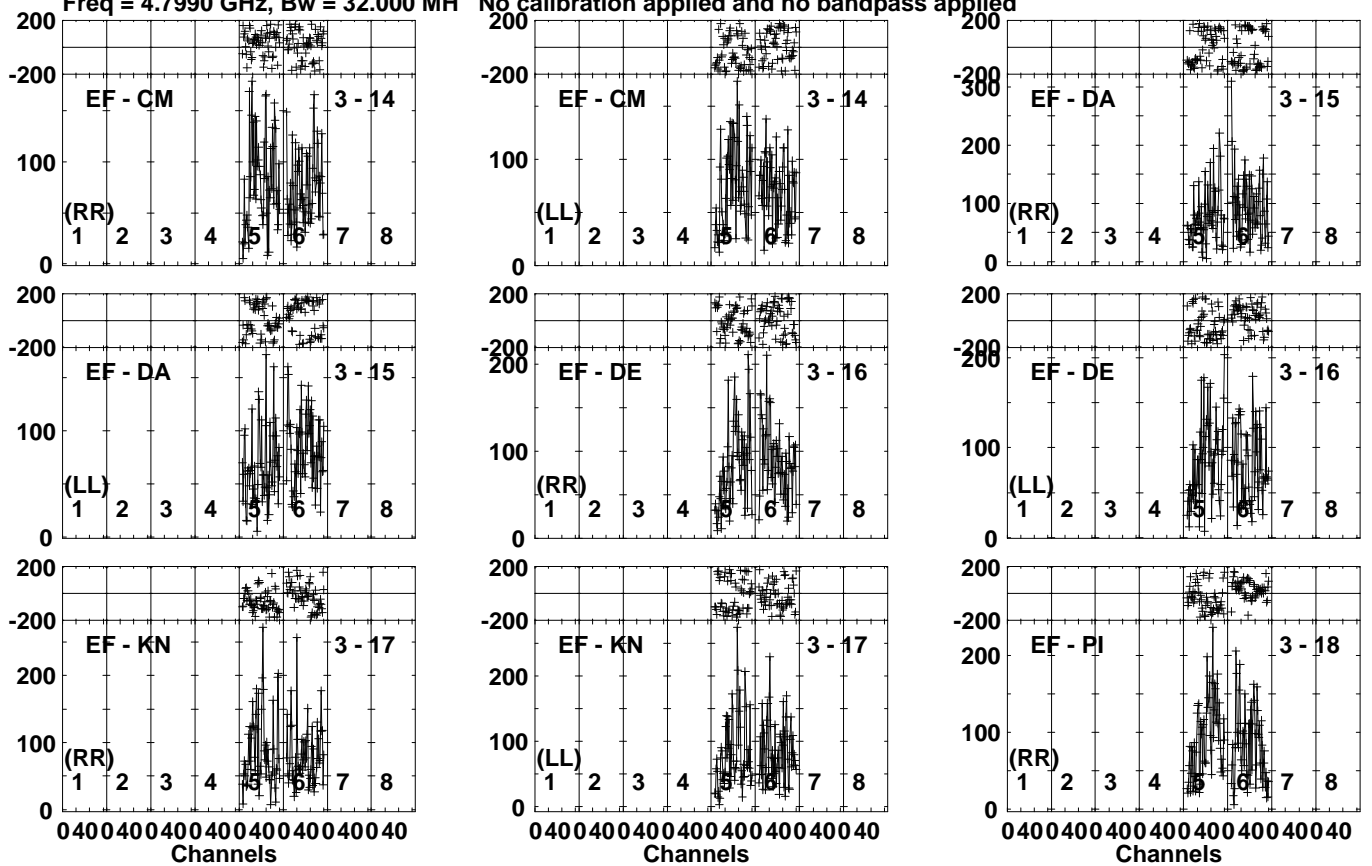 Freq = 4.7990 GHz, Bw = 32.000 MH No calibration applied and no bandpass applied
200 200 200
-200 -200 -200
EF - CM 3 - 14 EF - CM 3 - 14 300 EF - DA 3 - 15
200
100 100 100
(RR) (LL) (RR)
1 2 3 4 5 6 7 8 1 2 3 4 5 6 7 8 1 2 3 4 5 6 7 8
0 0 0
200 200 200
-200 -200 -200
EF - DA 3 - 15 200 EF - DE 3 - 16 200 EF - DE 3 - 16
100 100 100
(LL) (RR) (LL)
1 2 3 4 5 6 7 8 1 2 3 4 5 6 7 8 1 2 3 4 5 6 7 8
0 0 0
200 200 200
-200 -200 -200
EF - KN 3 - 17 EF - KN 3 - 17 EF - PI 3 - 18
200 200 200
100 100 100
(RR) (LL) (RR)
1 2 3 4 5 6 7 8 1 2 3 4 5 6 7 8 1 2 3 4 5 6 7 8
0 0 0
0 40 0 40 0 40 0 40 0 40 0 40 0 40 0 40 0 40 0 40 0 40 0 40 0 40 0 40 0 40 0 40 0 40 0 40 0 40 0 40 0 40 0 40 0 40 0 40
Channels Channels Channels